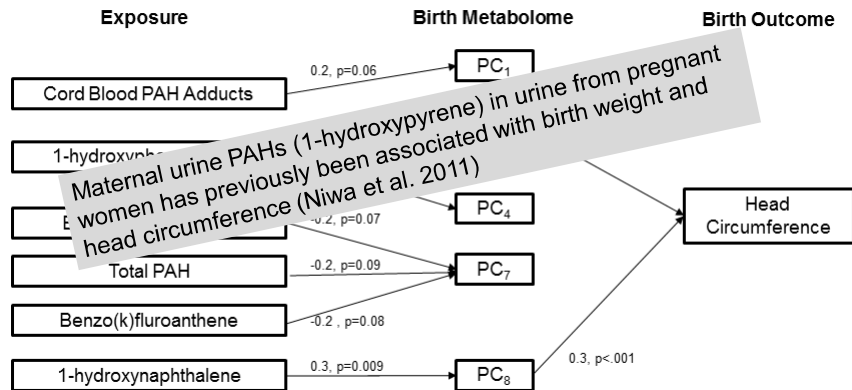 Exposure
Birth Metabolome
Birth Outcome
0.2, p=0.06
PC1
Cord Blood PAH Adducts
Maternal urine PAHs (1-hydroxypyrene) in urine from pregnant
women has previously been associated with birth weight and
head circumference (Niwa et al. 2011)
PC4
-0.2, p=0.07
Head
Circumference
Total PAH
-0.2, p=0.09
PC7
Benzo(k)fluroanthene
-0.2 , p=0.08
1-hydroxynaphthalene
0.3, p=0.009
PC8
0.3, p<.001